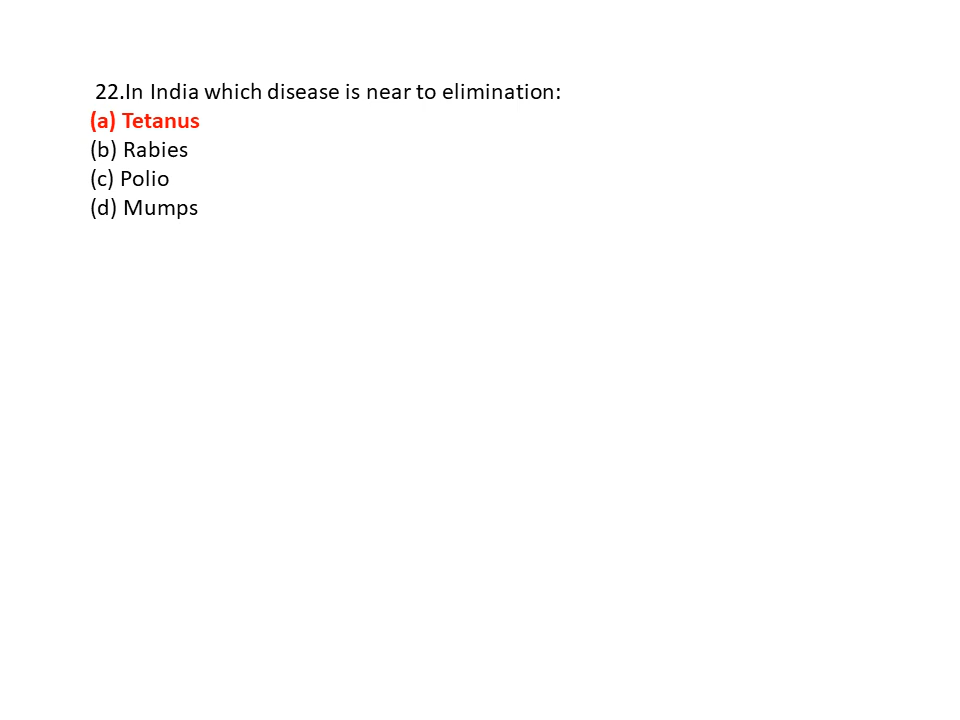 22.In India which disease is near to elimination:
(a) Tetanus
(b) Rabies
(c) Polio
(d) Mumps